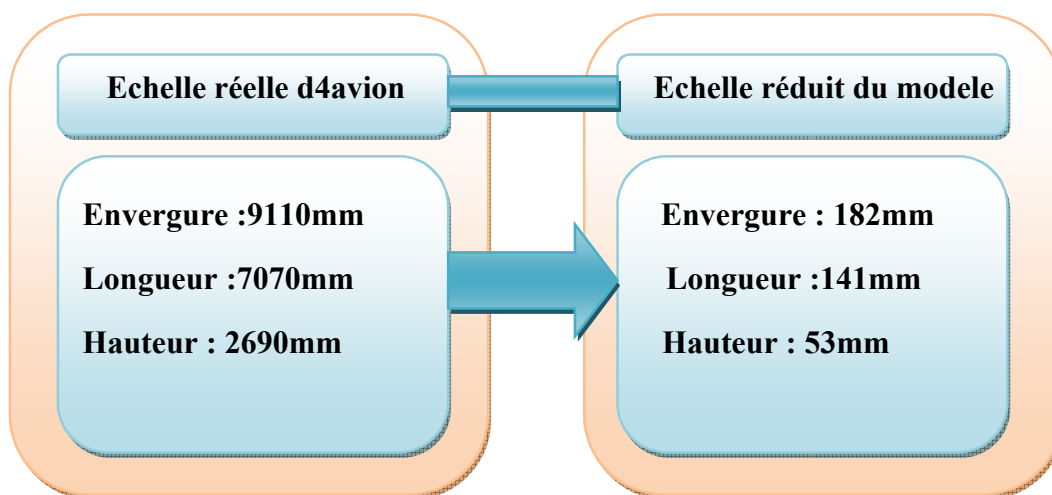 Echelle réelle d4avion
Envergure :9110mm
Longueur :7070mm
Hauteur : 2690mm
Echelle réduit du modele
Envergure : 182mm
Longueur :141mm
Hauteur : 53mm